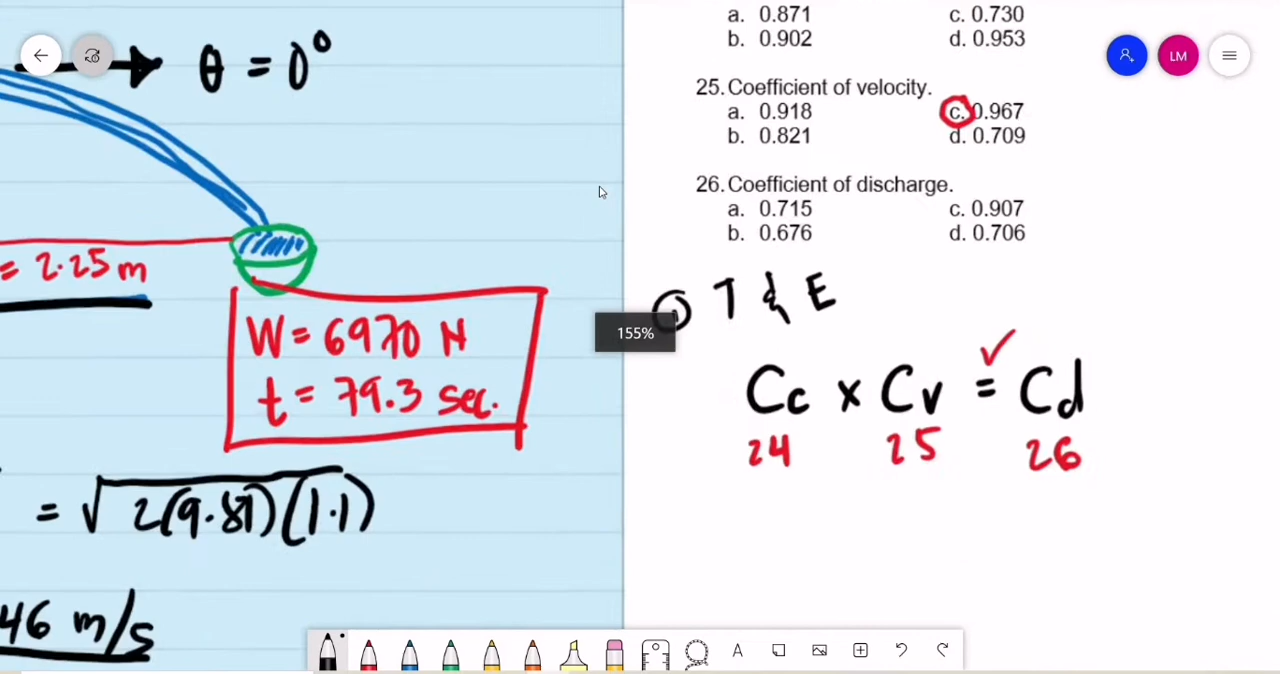 θ = 0°
= 2.25 m
W = 6970 N
t = 79.3 sec.
= √2(9.81)(1.1)
46 m/s
a. 0.871 c. 0.730
b. 0.902 d. 0.953
25. Coefficient of velocity.
a. 0.918 c. 0.967
b. 0.821 d. 0.709
26. Coefficient of discharge.
a. 0.715 c. 0.907
b. 0.676 d. 0.706
① T & E
155%
Cc x Cv = Cd
24 25 26
LM
A